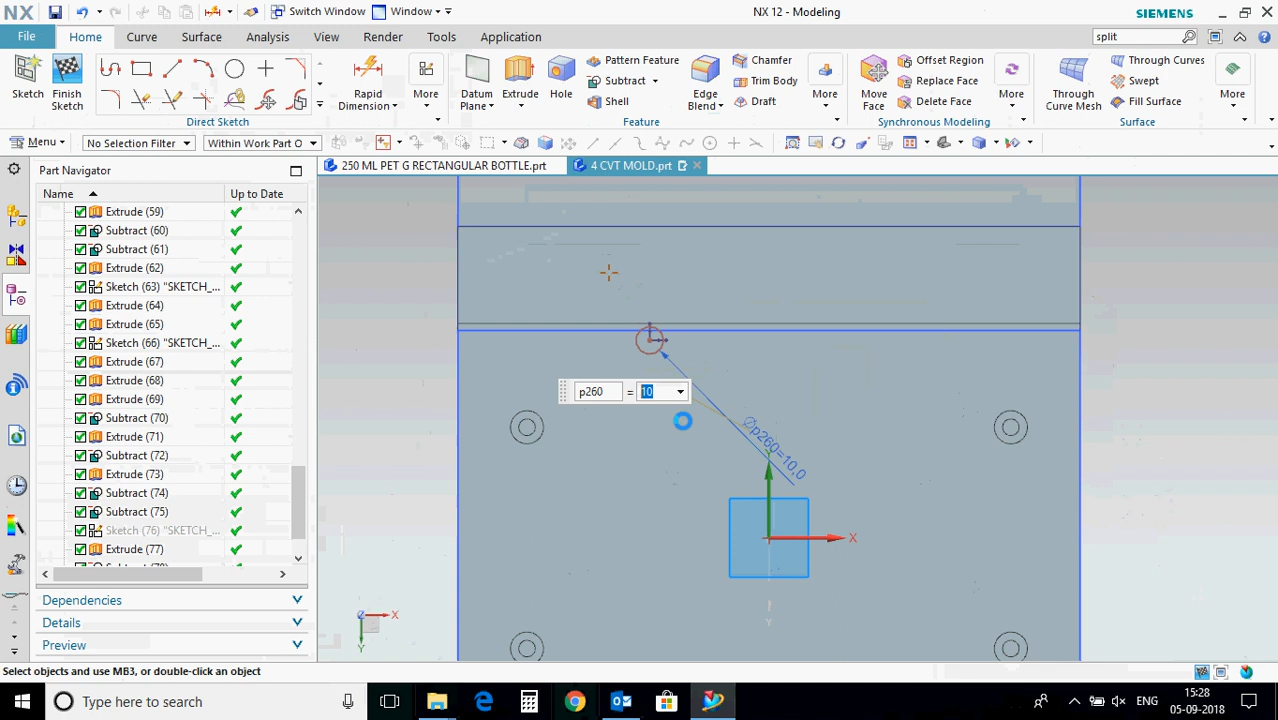 NX
Switch Window
Window
NX 12 - Modeling
SIEMENS
File
Home
Curve
Surface
Analysis
View
Render
Tools
Application
split
Sketch
Finish Sketch
Rapid Dimension
More
Direct Sketch
Datum Plane
Extrude
Hole
Pattern Feature
Subtract
Shell
Edge Blend
Chamfer
Trim Body
Draft
More
Feature
Move Face
Offset Region
Replace Face
Delete Face
More
Synchronous Modeling
Through Curve Mesh
Through Curves
Swept
Fill Surface
More
Surface
Menu
No Selection Filter
Within Work Part O
Part Navigator
250 ML PET G RECTANGULAR BOTTLE.prt
4 CVT MOLD.prt
Name
Up to Date
Extrude (59)
Subtract (60)
Subtract (61)
Extrude (62)
Sketch (63) "SKETCH_...
Extrude (64)
Extrude (65)
Sketch (66) "SKETCH_...
Extrude (67)
Extrude (68)
Extrude (69)
Subtract (70)
Extrude (71)
Subtract (72)
Extrude (73)
Subtract (74)
Subtract (75)
Sketch (76) "SKETCH_...
Extrude (77)
Dependencies
Details
Preview
p260 = 10
∅p260=10,0
X
Y
X
Y
Select objects and use MB3, or double-click an object
Type here to search
ENG
15:28
05-09-2018